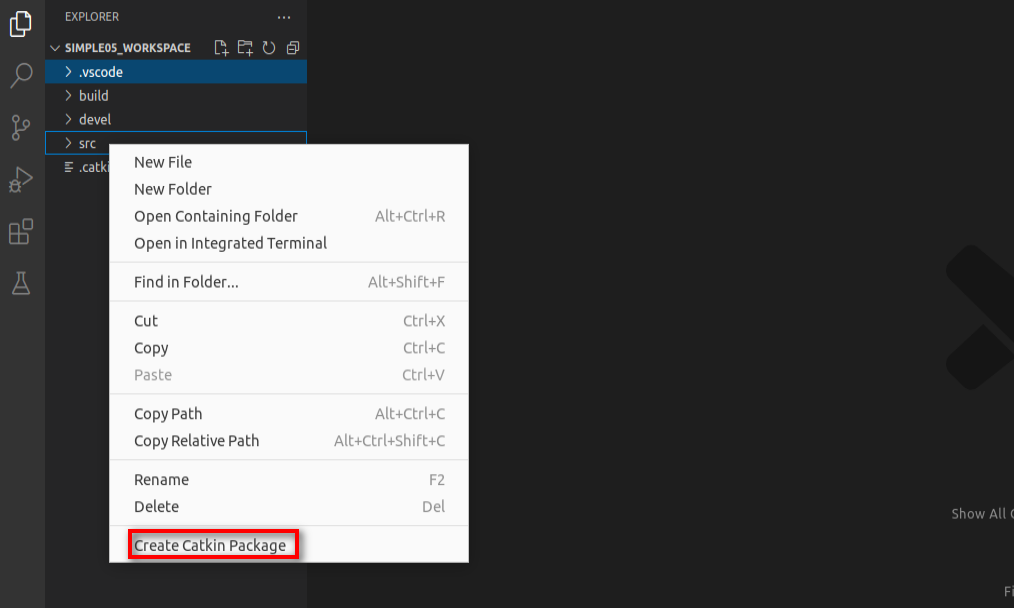 EXPLORER
SIMPLE05_WORKSPACE
.vscode
build
devel
src
.catki
New File
New Folder
Open Containing Folder Alt+Ctrl+R
Open in Integrated Terminal
Find in Folder... Alt+Shift+F
Cut Ctrl+X
Copy Ctrl+C
Paste Ctrl+V
Copy Path Alt+Ctrl+C
Copy Relative Path Alt+Ctrl+Shift+C
Rename F2
Delete Del
Create Catkin Package
Show All
Fi